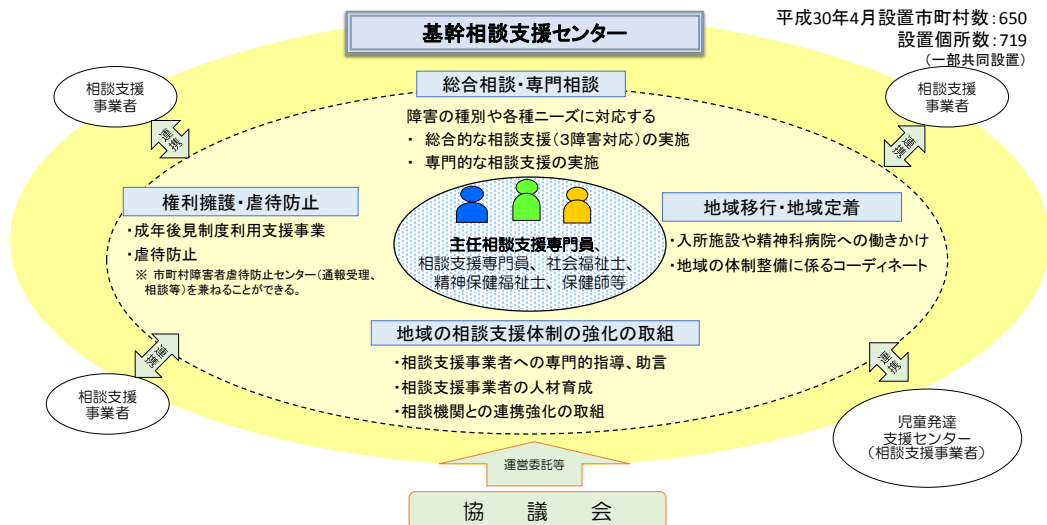 基幹相談支援センター
平成30年4月設置市町村数:650
設置個所数:719
(一部共同設置)
相談支援
事業者
連携
相談支援
事業者
連携
総合相談・専門相談
障害の種別や各種ニーズに対応する
・ 総合的な相談支援(3障害対応)の実施
・ 専門的な相談支援の実施
権利擁護・虐待防止
・成年後見制度利用支援事業
・虐待防止
※ 市町村障害者虐待防止センター(通報受理、
相談等)を兼ねることができる。
主任相談支援専門員、
相談支援専門員、社会福祉士、
精神保健福祉士、保健師等
地域移行・地域定着
・入所施設や精神科病院への働きかけ
・地域の体制整備に係るコーディネート
地域の相談支援体制の強化の取組
・相談支援事業者への専門的指導、助言
・相談支援事業者の人材育成
・相談機関との連携強化の取組
連携
相談支援
事業者
連携
児童発達
支援センター
(相談支援事業者)
運営委託等
協 議 会